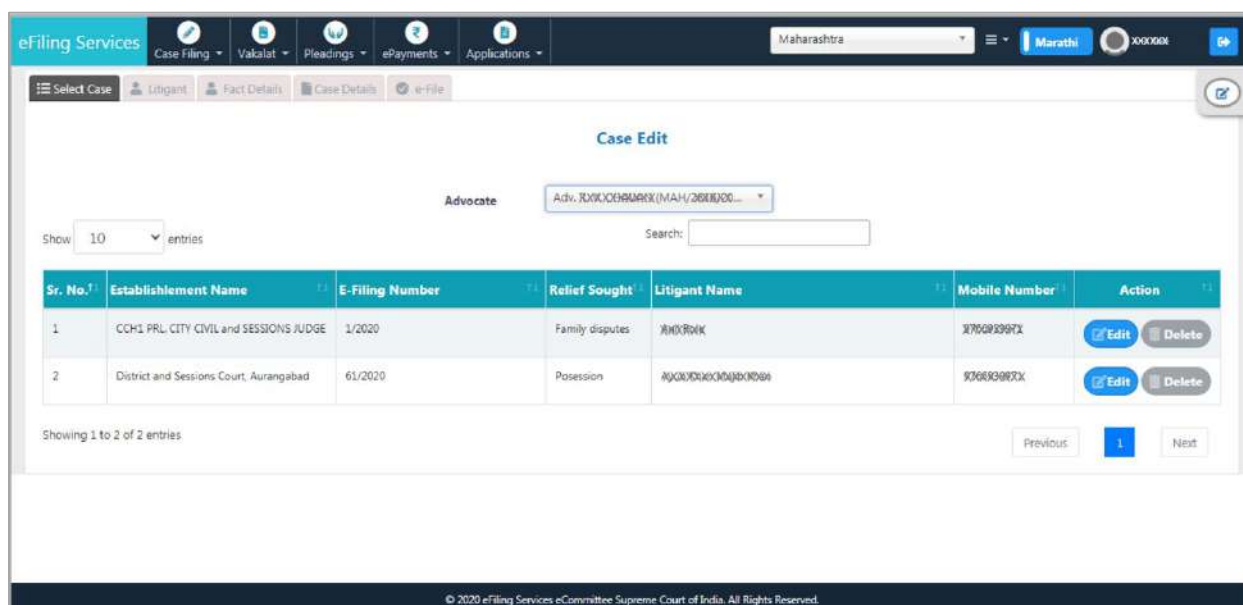 eFiling Services Case Filing Vakalat Pleadings ePayments Applications Maharashtra Marathi
Select Case Litigant Fact Details Case Details e-File
Case Edit
Advocate Adv.
Show 10 entries Search:
Sr. No. Establishlement Name E-Filing Number Relief Sought Litigant Name Mobile Number Action
1 CCH1 PRL. CITY CIVIL and SESSIONS JUDGE 1/2020 Family disputes Edit Delete
2 District and Sessions Court, Aurangabad 61/2020 Posession Edit Delete
Showing 1 to 2 of 2 entries Previous 1 Next
© 2020 eFiling Services eCommittee Supreme Court of India. All Rights Reserved.